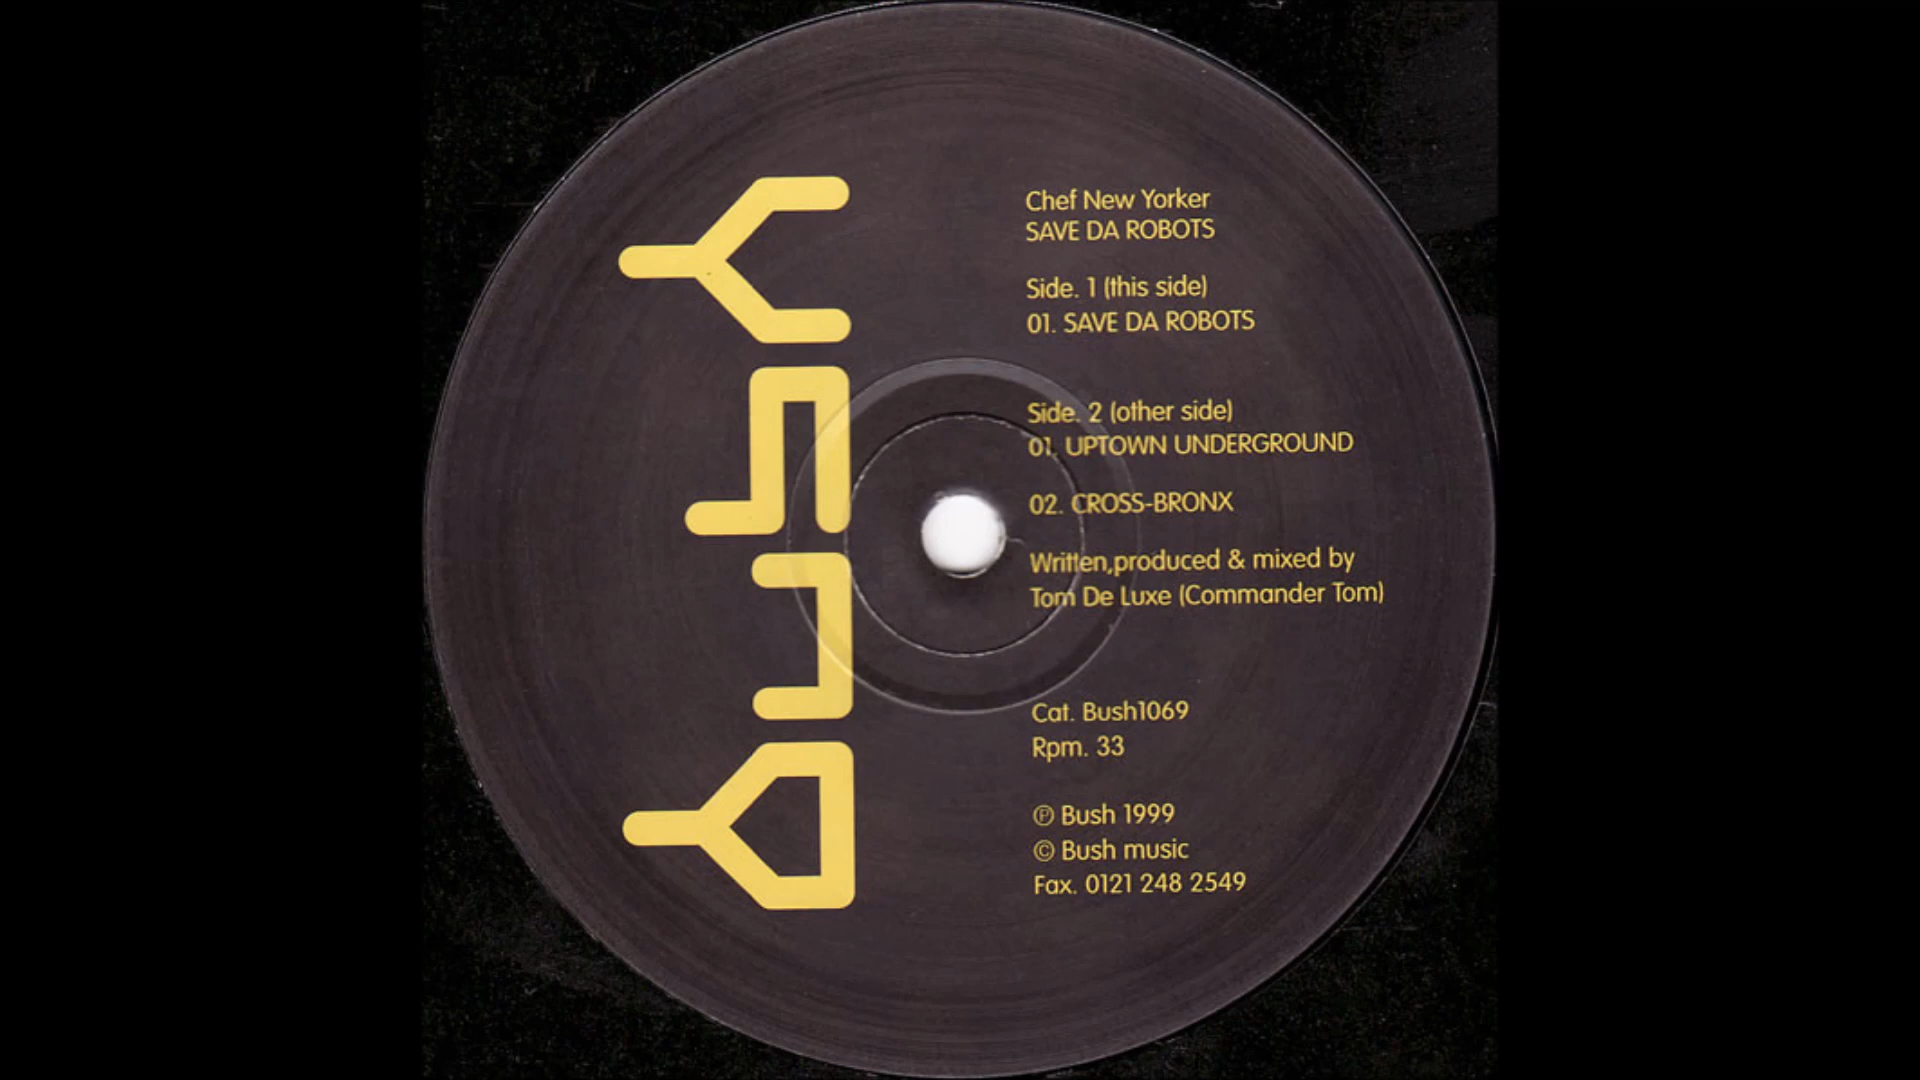 Chef New Yorker
SAVE DA ROBOTS
Side. 1 (this side)
01. SAVE DA ROBOTS
Side. 2 (other side)
01. UPTOWN UNDERGROUND
02. CROSS-BRONX
Written,produced & mixed by
Tom De Luxe (Commander Tom)
Cat. Bush1069
Rpm. 33
℗ Bush 1999
© Bush music
Fax. 0121 248 2549